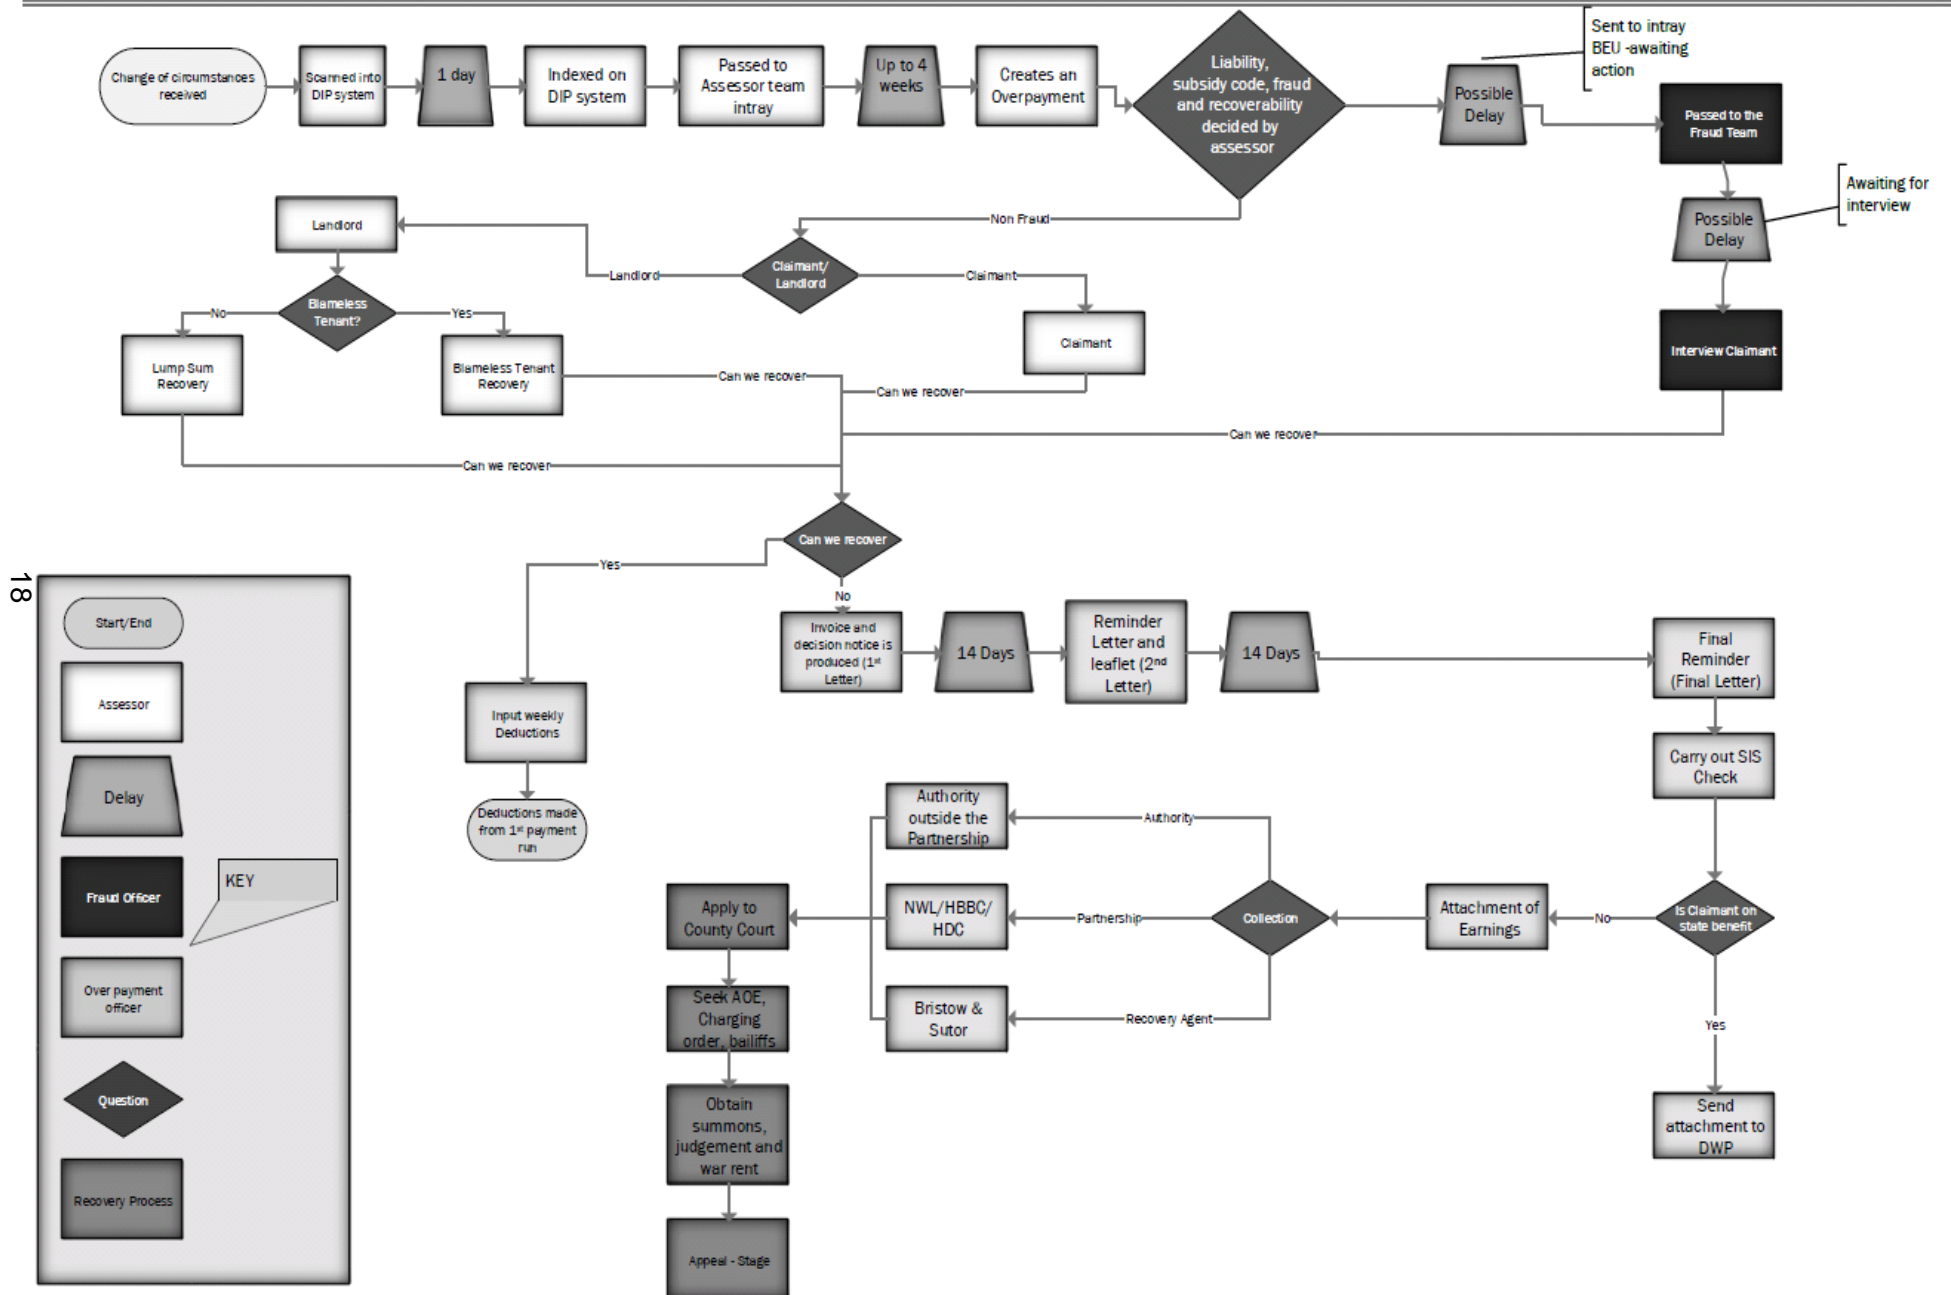 Change of circumstances
received
Scanned into
DIP system
1 day
Indexed on
DIP system
Passed to
Assessor team
intray
Up to 4
weeks
Creates an
Overpayment
Liability,
subsidy code, fraud
and recoverability
decided by
assessor
Possible
Delay
Sent to intray
BEU -awaiting
action
Passed to the
Fraud Team
Possible
Delay
Awaiting for
interview
Interview Claimant
Non Fraud
Claimant/
Landlord
Landlord
Claimant
Landlord
Claimant
Blameless
Tenant?
No
Yes
Lump Sum
Recovery
Blameless Tenant
Recovery
Can we recover
Can we recover
Can we recover
Can we recover
Can we recover
Yes
No
Input weekly
Deductions
Deductions made
from 1st payment
run
Invoice and
decision notice is
produced (1st
Letter)
14 Days
Reminder
Letter and
leaflet (2nd
Letter)
14 Days
Final
Reminder
(Final Letter)
Carry out SIS
Check
Is Claimant on
state benefit
No
Yes
Send
attachment to
DWP
Attachment of
Earnings
Collection
Authority
Partnership
Recovery Agent
Authority
outside the
Partnership
NWL/HBBC/
HDC
Bristow &
Sutor
Apply to
County Court
Seek AOE,
Charging
order, bailiffs
Obtain
summons,
judgement and
war rent
Appeal - Stage
18
Start/End
Assessor
Delay
Fraud Officer
KEY
Over payment
officer
Question
Recovery Process